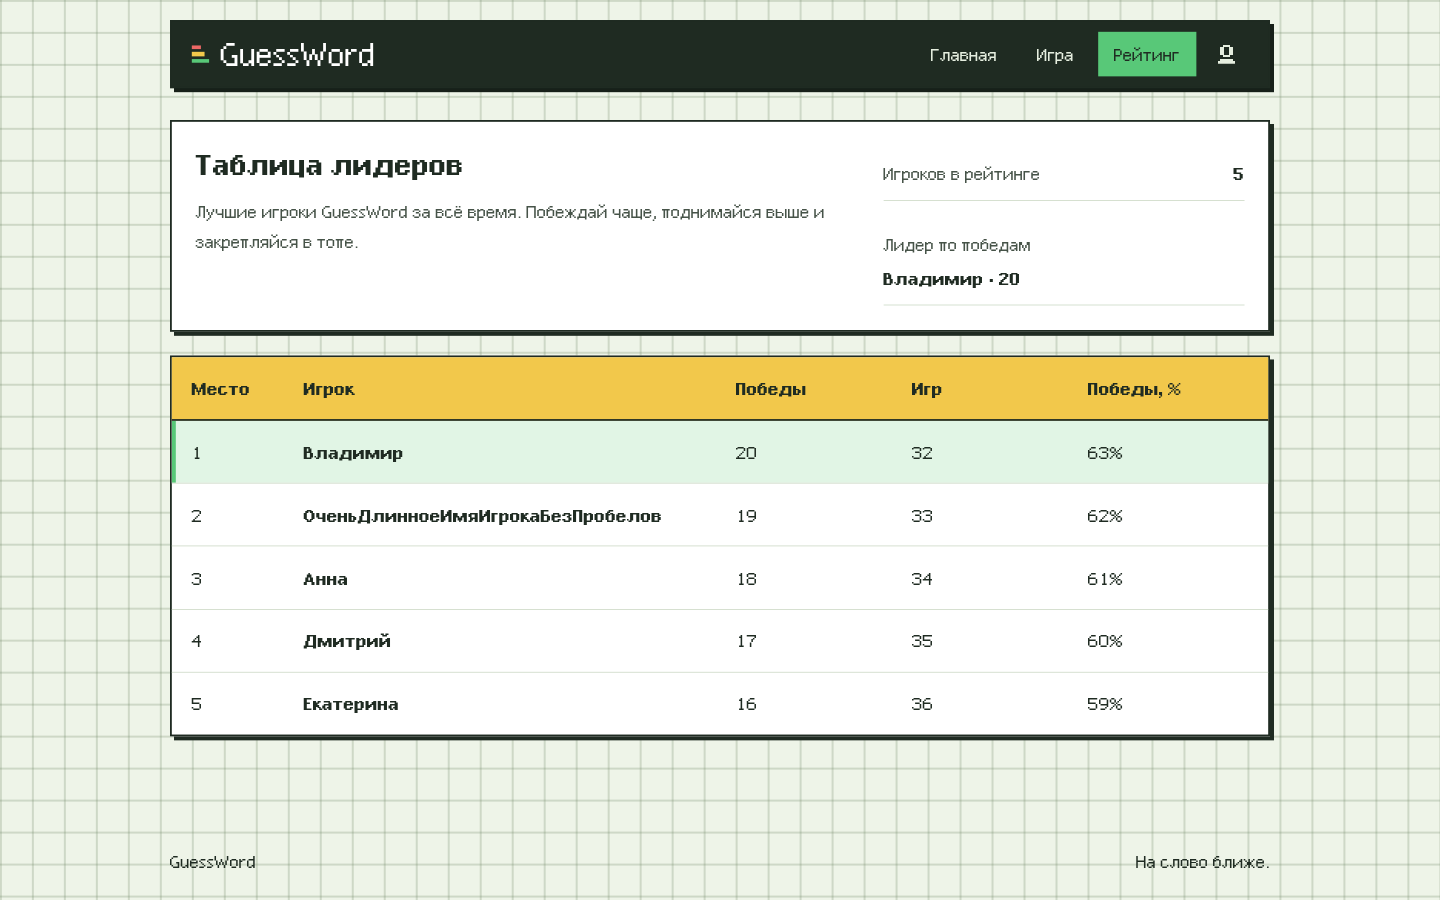 GuessWord
Главная Игра Рейтинг
Таблица лидеров
Лучшие игроки GuessWord за всё время. Побеждай чаще, поднимайся выше и
закрепляйся в топе.
Игроков в рейтинге 5
Лидер по победам
Владимир · 20
Место Игрок Победы Игр Победы, %
1 Владимир 20 32 63%
2 ОченьДлинноеИмяИгрокаБезПробелов 19 33 62%
3 Анна 18 34 61%
4 Дмитрий 17 35 60%
5 Екатерина 16 36 59%
GuessWord На слово ближе.